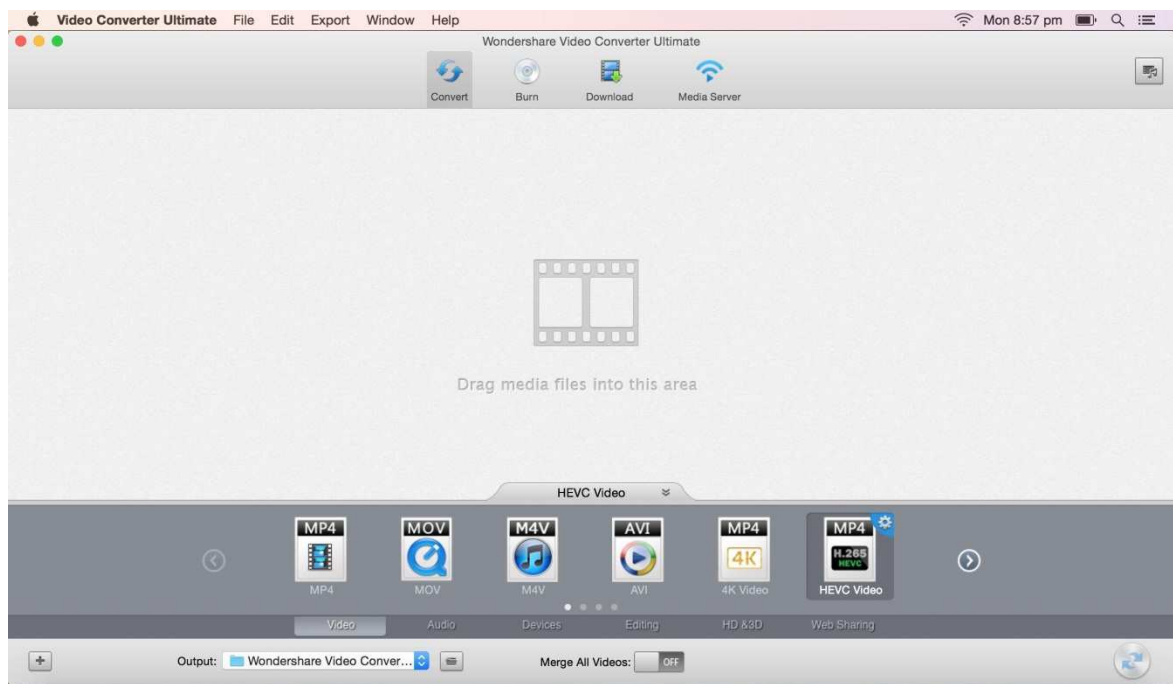 Video Converter Ultimate File Edit Export Window Help Mon 8:57 pm
Wondershare Video Converter Ultimate
Convert Burn Download Media Server
Drag media files into this area
HEVC Video
MP4 MOV M4V AVI MP4 MP4
4K H.265 HEVC
MP4 MOV M4V AVI 4K Video HEVC Video
Video Audio Devices Editing HD &3D Web Sharing
Output: Wondershare Video Conver... Merge All Videos: OFF